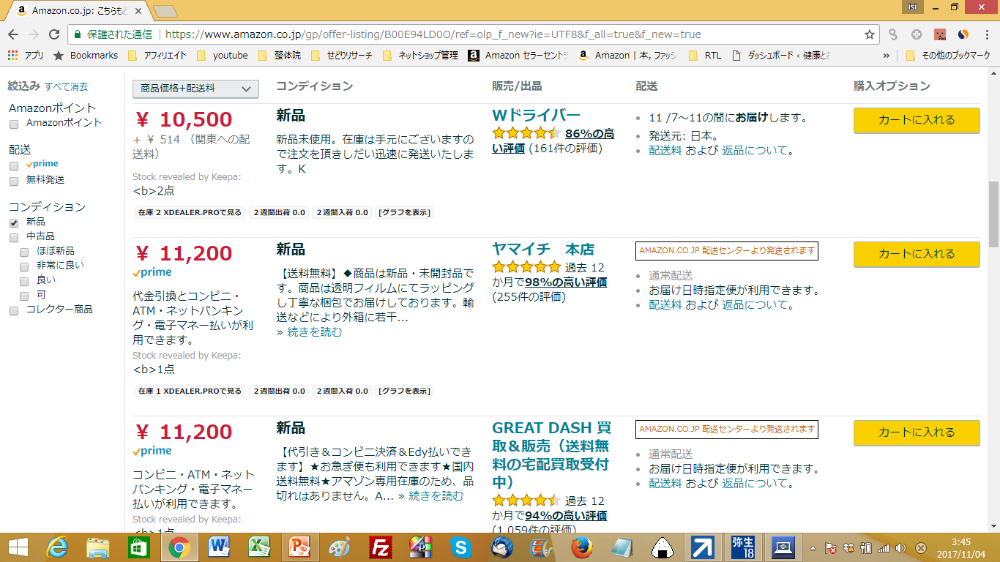 Amazon.co.jp: こちらもと
isi
保護された通信
https://www.amazon.co.jp/gp/offer-listing/B00E94LD0O/ref=olp_f_new?ie=UTF8&f_all=true&f_new=true
アプリ Bookmarks アフィリエイト youtube 整体院 せどりリサーチ ネットショップ管理 Amazon セラーセントラ Amazon | 本, ファッシ RTL ダッシュボード ‹ 健康とお » その他のブックマーク
絞込み すべて消去
Amazonポイント
Amazonポイント
配送
prime
無料発送
コンディション
新品
中古品
ほぼ新品
非常に良い
良い
可
コレクター商品
商品価格+配送料 コンディション 販売/出品 配送 購入オプション
¥ 10,500
+ ¥ 514 （関東への配
送料）
Stock revealed by Keepa:
<b>2点
在庫 2 XDEALER.PROで見る 2週間出荷 0.0 2週間入荷 0.0 [グラフを表示]
新品
新品未使用。在庫は手元にございますの
で注文を頂きしだい迅速に発送いたしま
す。K
Wドライバー
86%の高
い評価 (161件の評価)
11 /7～11の間にお届けします。
発送元: 日本。
配送料 および 返品について。
カートに入れる
¥ 11,200
prime
代金引換とコンビニ・
ATM・ネットバンキン
グ・電子マネー払いが利
用できます。
Stock revealed by Keepa:
<b>1点
在庫 1 XDEALER.PROで見る 2週間出荷 0.0 2週間入荷 0.0 [グラフを表示]
新品
【送料無料】◆商品は新品・未開封品で
す。商品は透明フィルムにてラッピング
し丁寧な梱包でお届けしております。輸
送などにより外箱に若干...
» 続きを読む
ヤマイチ　本店
過去 12
か月で98%の高い評価
(255件の評価)
AMAZON.CO.JP 配送センターより発送されます
通常配送
お届け日時指定便が利用できます。
配送料 および 返品について。
カートに入れる
¥ 11,200
prime
コンビニ・ATM・ネット
バンキング・電子マネー
払いが利用できます。
Stock revealed by Keepa:
<b>1点
新品
【代引き＆コンビニ決済＆Edy払いでき
ます】★お急ぎ便も利用できます★国内
送料無料★アマゾン専用在庫のため、品
切れはありません。A... » 続きを読む
GREAT DASH 買
取＆販売（送料無
料の宅配買取受付
中）
過去 12
か月で94%の高い評価
(1,059件の評価)
AMAZON.CO.JP 配送センターより発送されます
通常配送
お届け日時指定便が利用できます。
配送料 および 返品について。
カートに入れる
弥生
18
3:45
2017/11/04